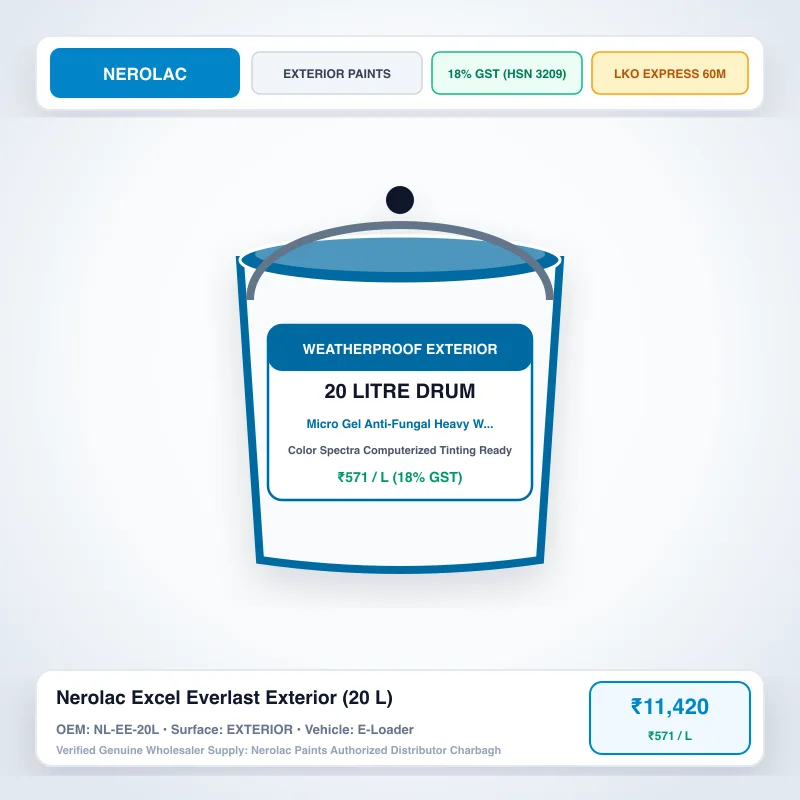 NEROLAC
EXTERIOR PAINTS
18% GST (HSN 3209)
LKO EXPRESS 60M
WEATHERPROOF EXTERIOR
20 LITRE DRUM
Micro Gel Anti-Fungal Heavy W...
Color Spectra Computerized Tinting Ready
₹571 / L (18% GST)
Nerolac Excel Everlast Exterior (20 L)
OEM: NL-EE-20L • Surface: EXTERIOR • Vehicle: E-Loader
Verified Genuine Wholesaler Supply: Nerolac Paints Authorized Distributor Charbagh
₹11,420
₹571 / L